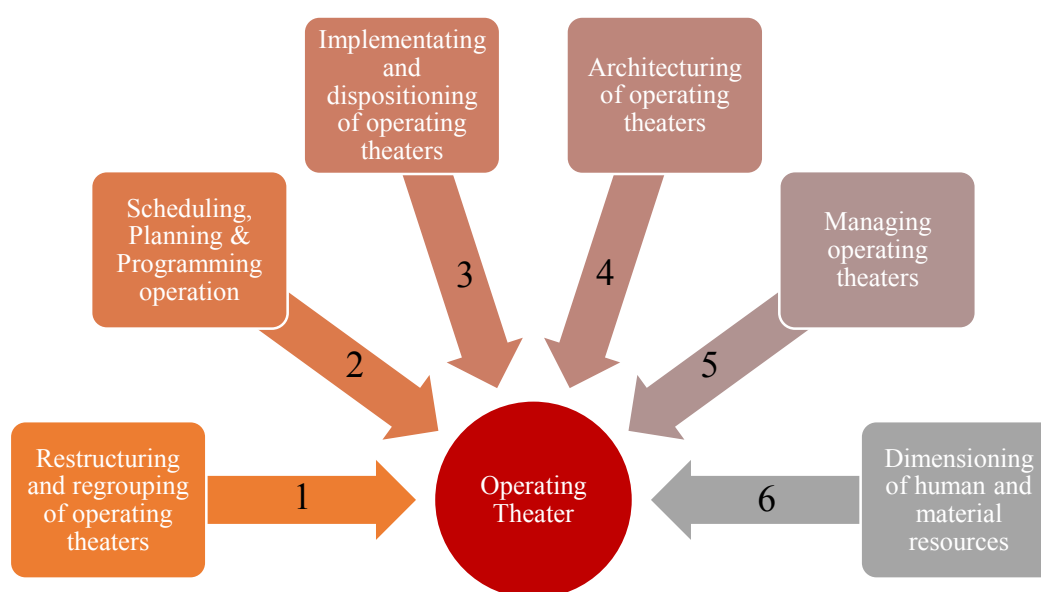 Implementating
and
dispositioning
of operating
theaters
Architecturing
of operating
theaters
Scheduling,
Planning &
Programming
operation
Managing
operating
theaters
3
4
2
5
Restructuring
and regrouping
of operating
theaters
1
Operating
Theater
6
Dimensioning
of human and
material
resources